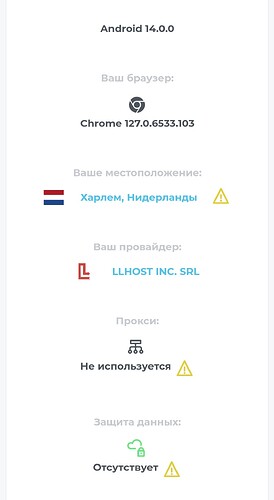 Android 14.0.0
Ваш браузер:
Chrome 127.0.6533.103
Ваше местоположение:
Харлем, Нидерланды
Ваш провайдер:
LLHOST INC. SRL
Прокси:
Не используется
Защита данных:
Отсутствует